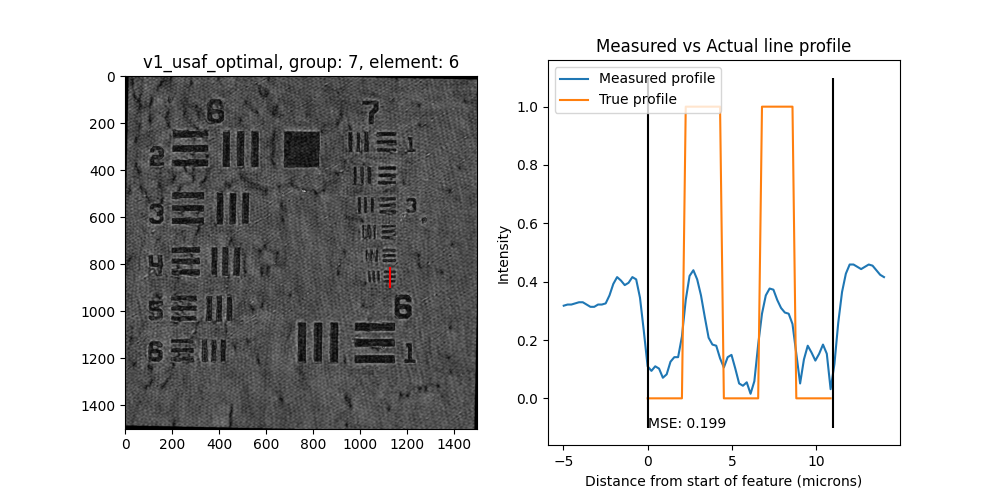 v1_usaf_optimal, group: 7, element: 6
0
200
400
600
800
1000
1200
1400
0 200 400 600 800 1000 1200 1400
6 7
2 1
3 3
4
5 6
6 1
Measured vs Actual line profile
Measured profile
True profile
1.0
0.8
0.6
0.4
0.2
0.0
Intensity
MSE: 0.199
−5 0 5 10
Distance from start of feature (microns)